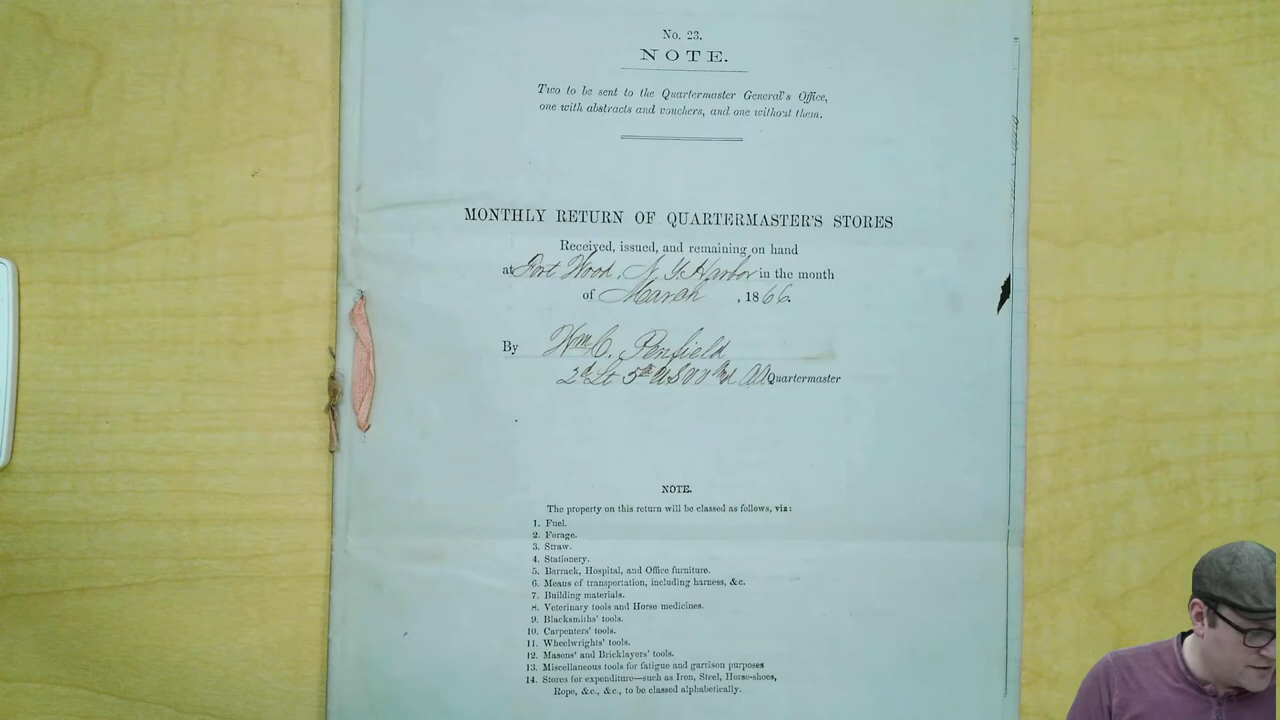 No. 23.
NOTE.
Two to be sent to the Quartermaster General's Office,
one with abstracts and vouchers, and one without them.
MONTHLY RETURN OF QUARTERMASTER'S STORES
Received, issued, and remaining on hand
at Fort Wood, N. Y. Harbor in the month
of March, 1866.
By Wm C. Penfield
2d Lt 5th U S V V Quartermaster
NOTE.
The property on this return will be classed as follows, viz:
1. Fuel.
2. Forage.
3. Straw.
4. Stationery.
5. Barrack, Hospital, and Office furniture.
6. Means of transportation, including harness, &c.
7. Building materials.
8. Veterinary tools and Horse medicines.
9. Blacksmiths' tools.
10. Carpenters' tools.
11. Wheelwrights' tools.
12. Masons' and Bricklayers' tools.
13. Miscellaneous tools for fatigue and garrison purposes
14. Stores for expenditure—such as Iron, Steel, Horse-shoes,
Rope, &c., &c., to be classed alphabetically.